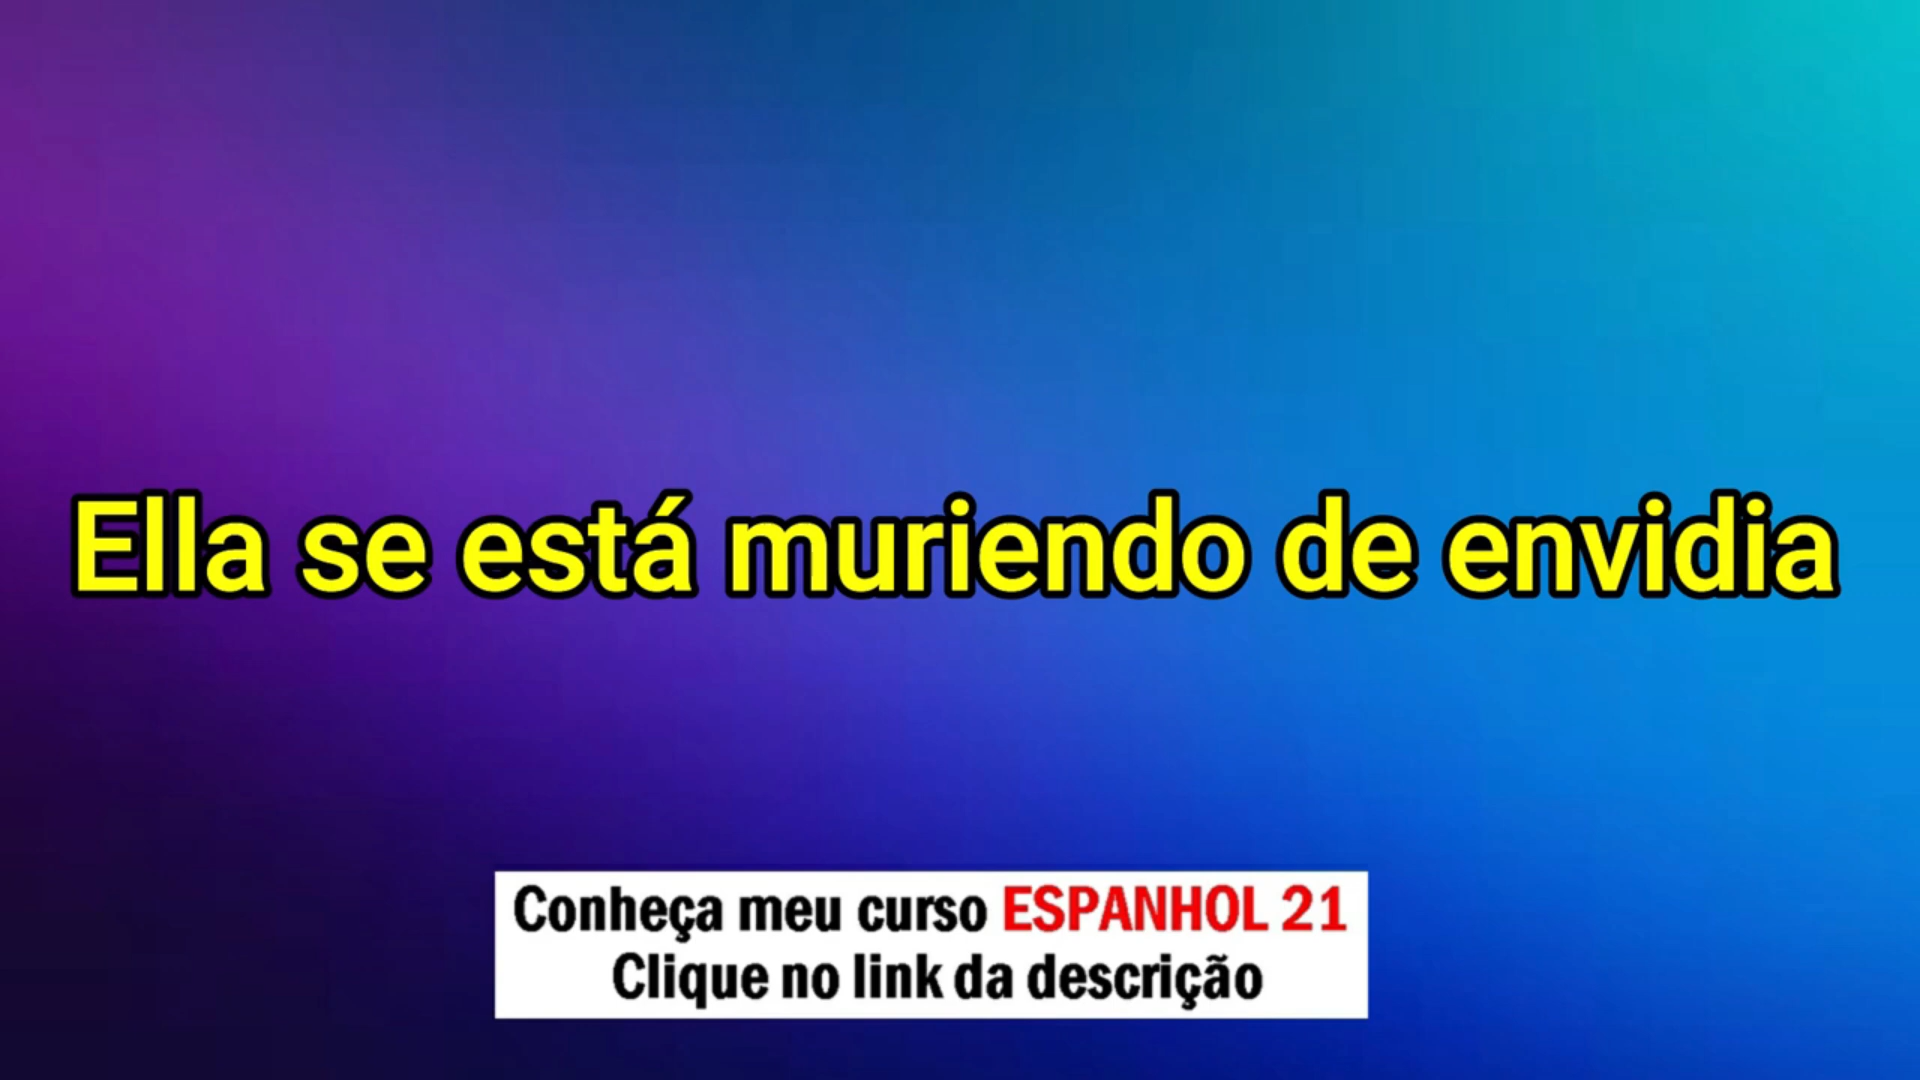 Ella se está muriendo de envidia
Conheça meu curso ESPANHOL 21
Clique no link da descrição